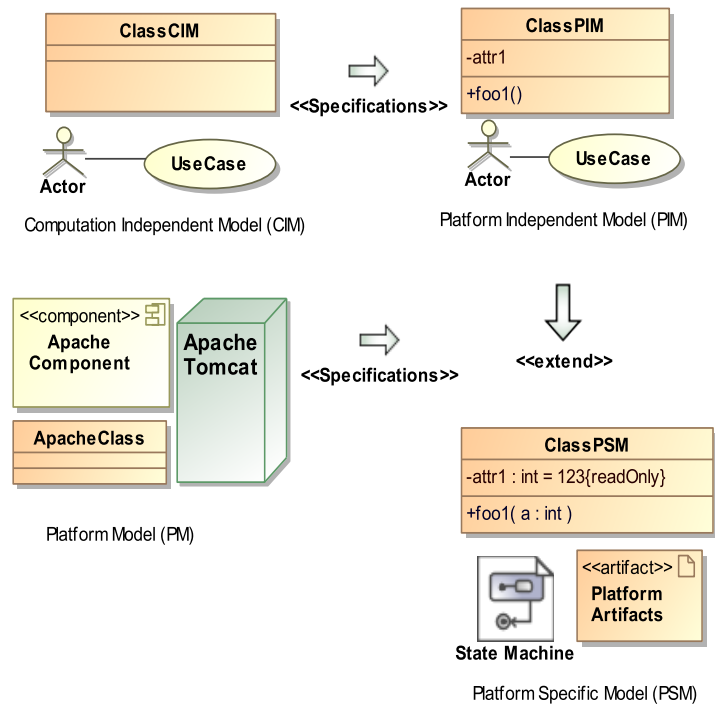 ClassCIM
<<Specifications>>
ClassPIM
-attr1
+foo1()
Actor
UseCase
Actor
UseCase
Computation Independent Model (CIM)
Platform Independent Model (PIM)
<<component>>
Apache
Component
Apache
Tomcat
ApacheClass
<<Specifications>>
<<extend>>
Platform Model (PM)
ClassPSM
-attr1 : int = 123{readOnly}
+foo1( a : int )
State Machine
<<artifact>>
Platform
Artifacts
Platform Specific Model (PSM)